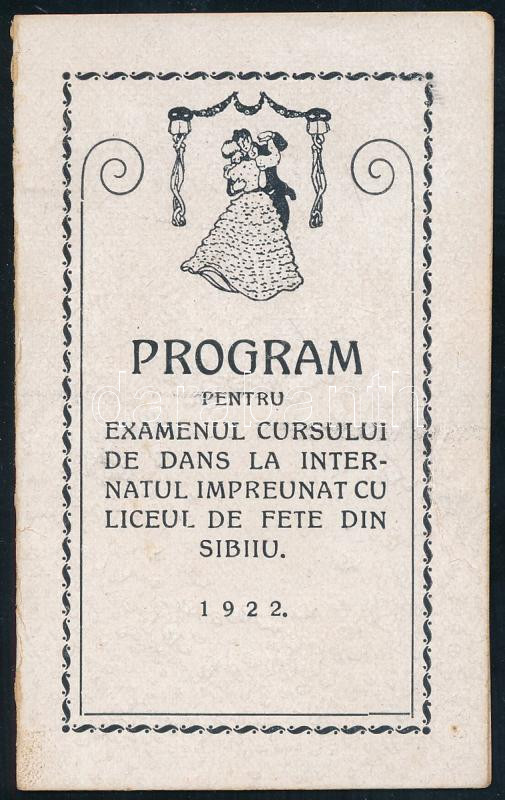 PROGRAM
PENTRU
EXAMENUL CURSULUI
DE DANS LA INTER-
NATUL IMPREUNAT CU
LICEUL DE FETE DIN
SIBIIU.
1922.